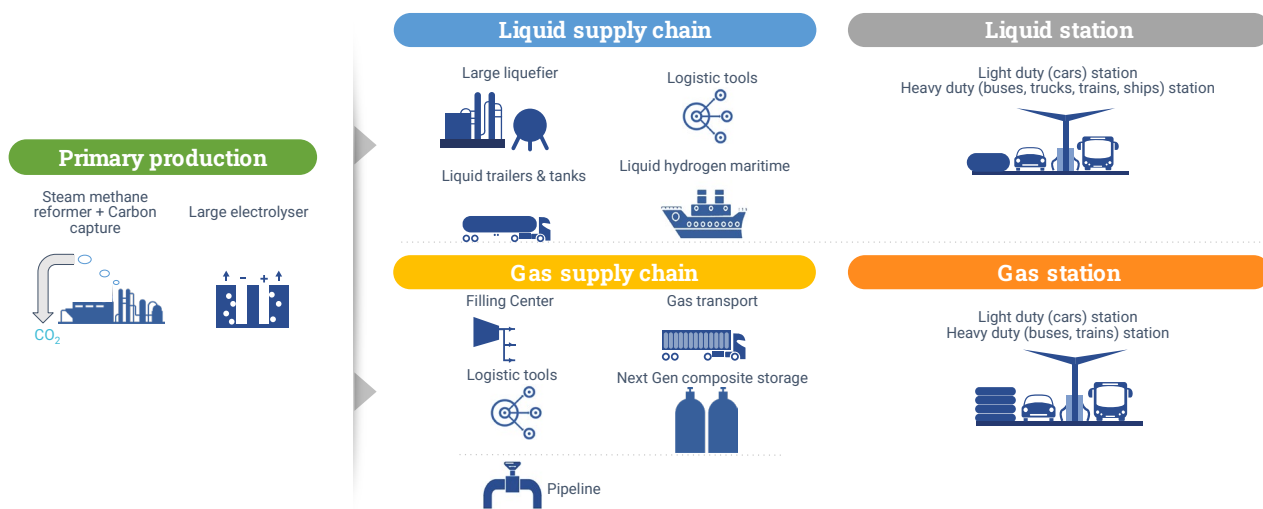 Primary production
Steam methane
reformer + Carbon
capture
Large electrolyser
- +
CO₂
Liquid supply chain
Large liquefier
Logistic tools
Liquid trailers & tanks
Liquid hydrogen maritime
Liquid station
Light duty (cars) station
Heavy duty (buses, trucks, trains, ships) station
Gas supply chain
Filling Center
Gas transport
Logistic tools
Next Gen composite storage
Pipeline
Gas station
Light duty (cars) station
Heavy duty (buses, trains) station